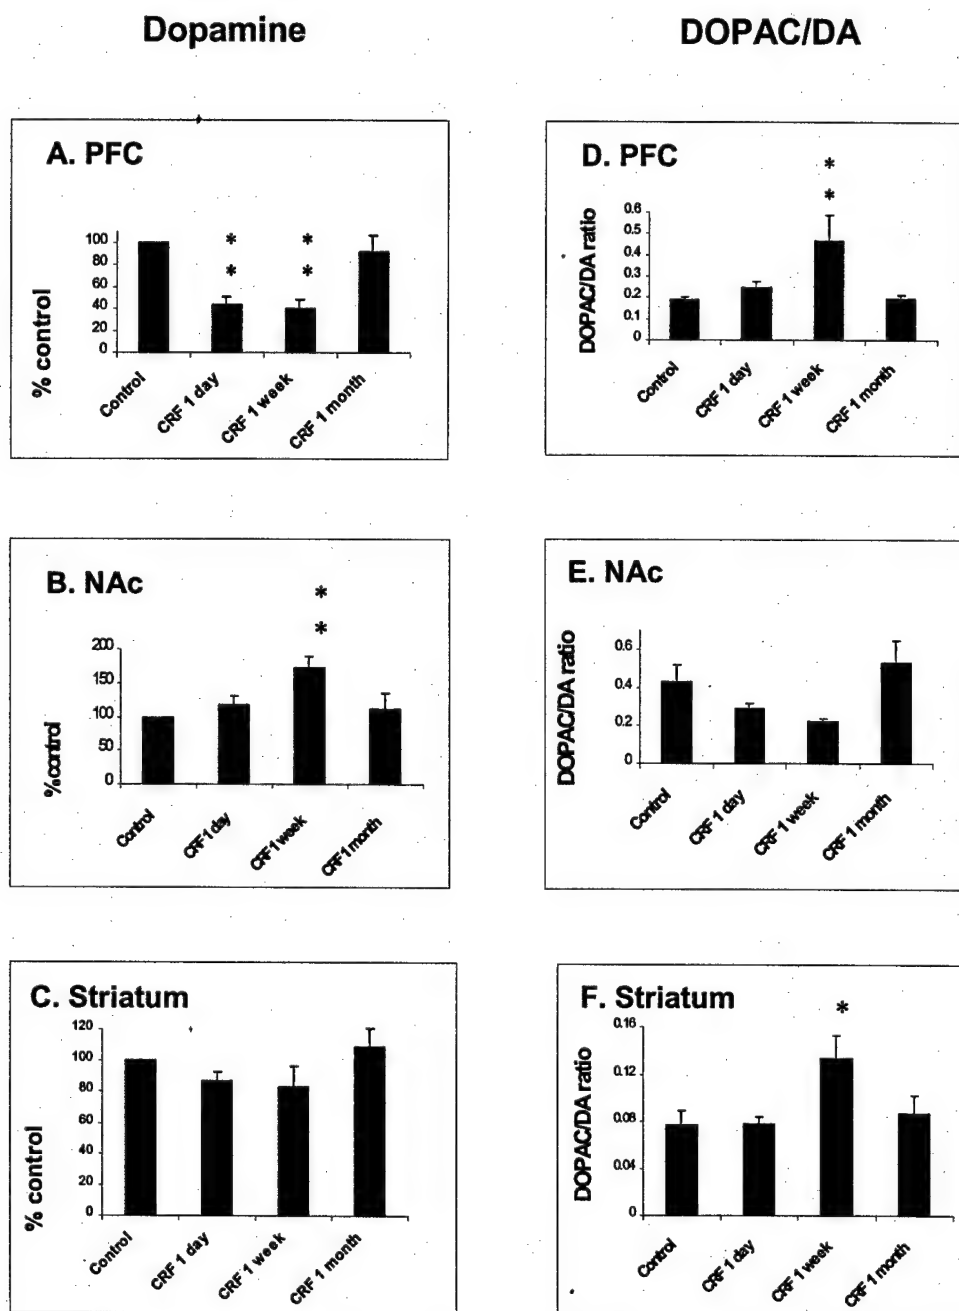 Dopamine
DOPAC/DA
A. PFC
% control
100
80
60
40
20
0
*
*
*
*
Control
CRF 1 day
CRF 1 week
CRF 1 month
D. PFC
DOPAC/DA ratio
0.6
0.5
0.4
0.3
0.2
0.1
0
*
*
Control
CRF 1 day
CRF 1 week
CRF 1 month
B. NAc
%control
200
150
100
50
0
*
*
Control
CRF 1 day
CRF 1 week
CRF 1 month
E. NAc
DOPAC/DA ratio
0.6
0.4
0.2
0
Control
CRF 1 day
CRF 1 week
CRF 1 month
C. Striatum
% control
120
100
80
60
40
20
0
Control
CRF 1 day
CRF 1 week
CRF 1 month
F. Striatum
DOPAC/DA ratio
0.16
0.12
0.08
0.04
0
*
Control
CRF 1 day
CRF 1 week
CRF 1 month